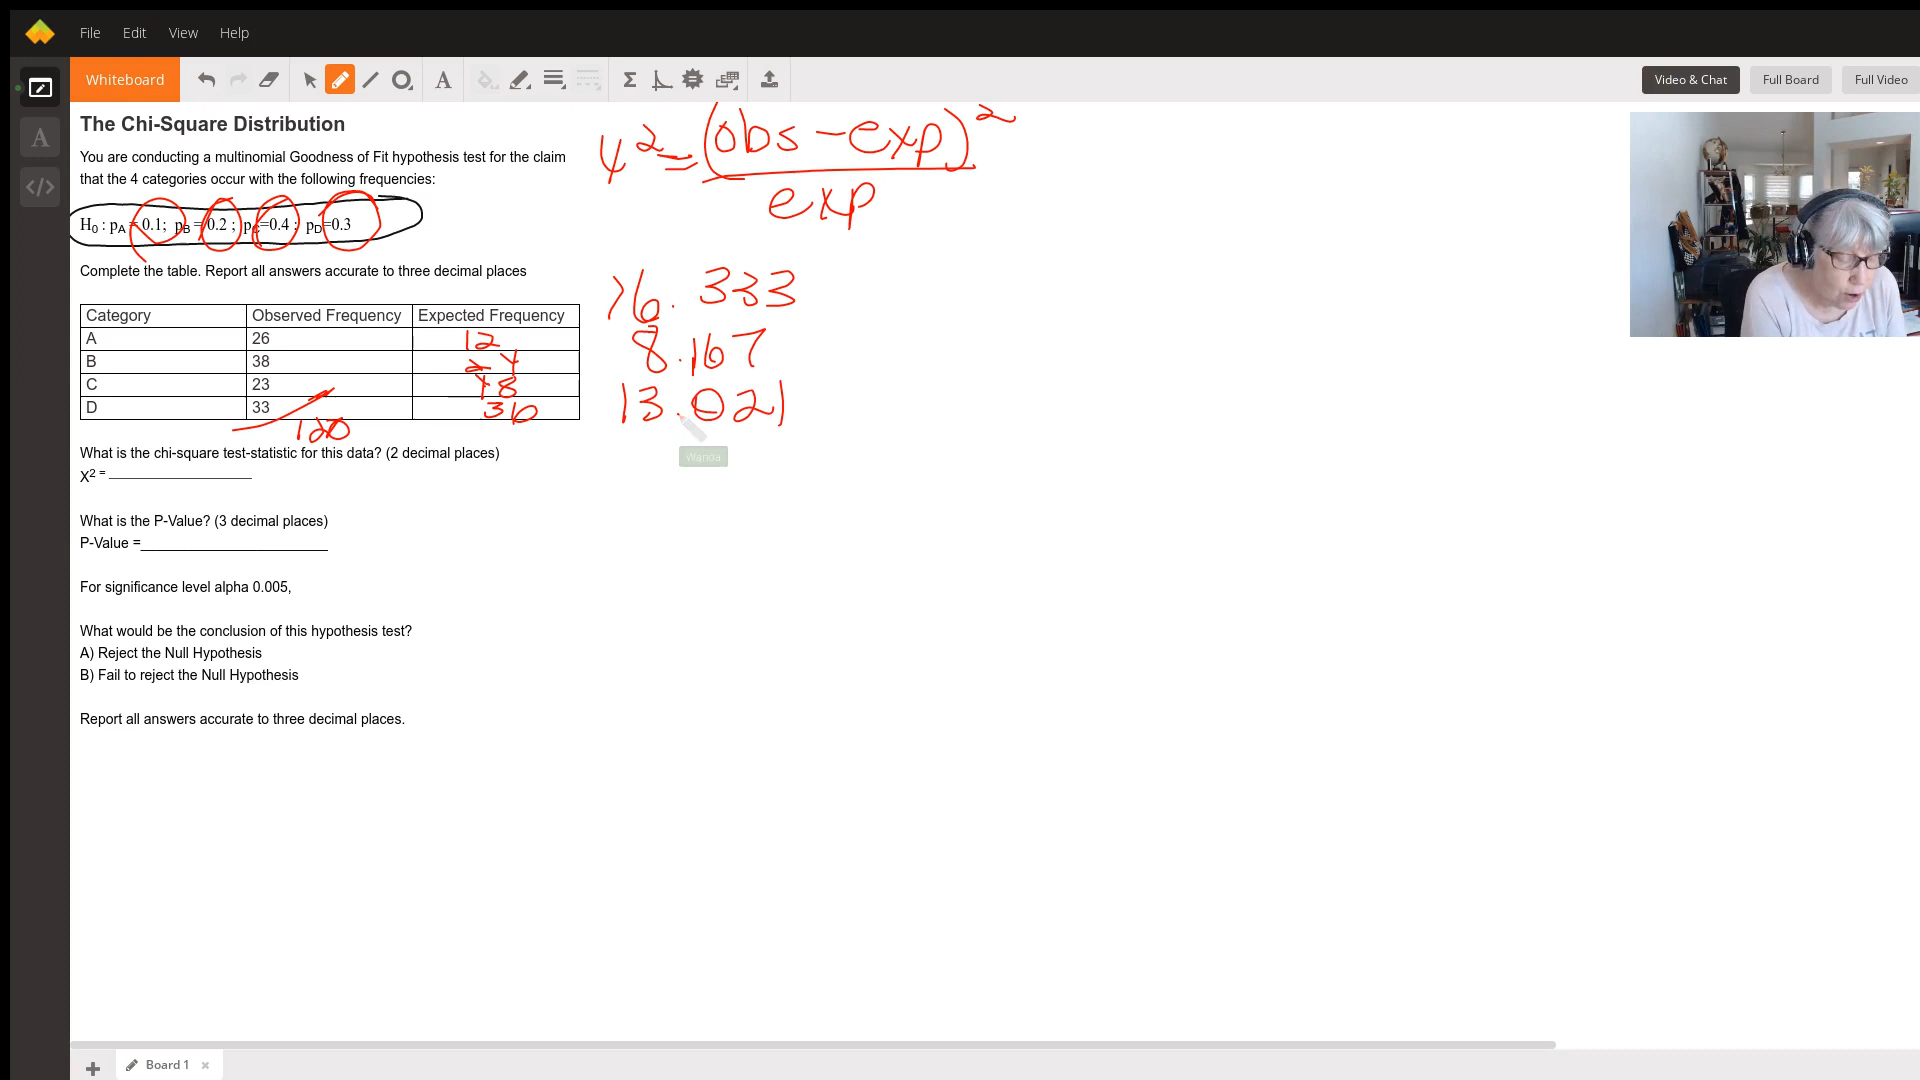 File Edit View Help
Whiteboard
Video & Chat Full Board Full Video
The Chi-Square Distribution
You are conducting a multinomial Goodness of Fit hypothesis test for the claim
that the 4 categories occur with the following frequencies:
H0 : pA = 0.1; pB = 0.2 ; pC=0.4 ; pD=0.3
Complete the table. Report all answers accurate to three decimal places
Category Observed Frequency Expected Frequency
A 26 12
B 38 24
C 23 48
D 33 36
120
What is the chi-square test-statistic for this data? (2 decimal places)
X2 = ____________________
What is the P-Value? (3 decimal places)
P-Value =________________________
For significance level alpha 0.005,
What would be the conclusion of this hypothesis test?
A) Reject the Null Hypothesis
B) Fail to reject the Null Hypothesis
Report all answers accurate to three decimal places.
2 = (obs - exp)2
exp
16.333
8.167
13.021
Wanda
Board 1